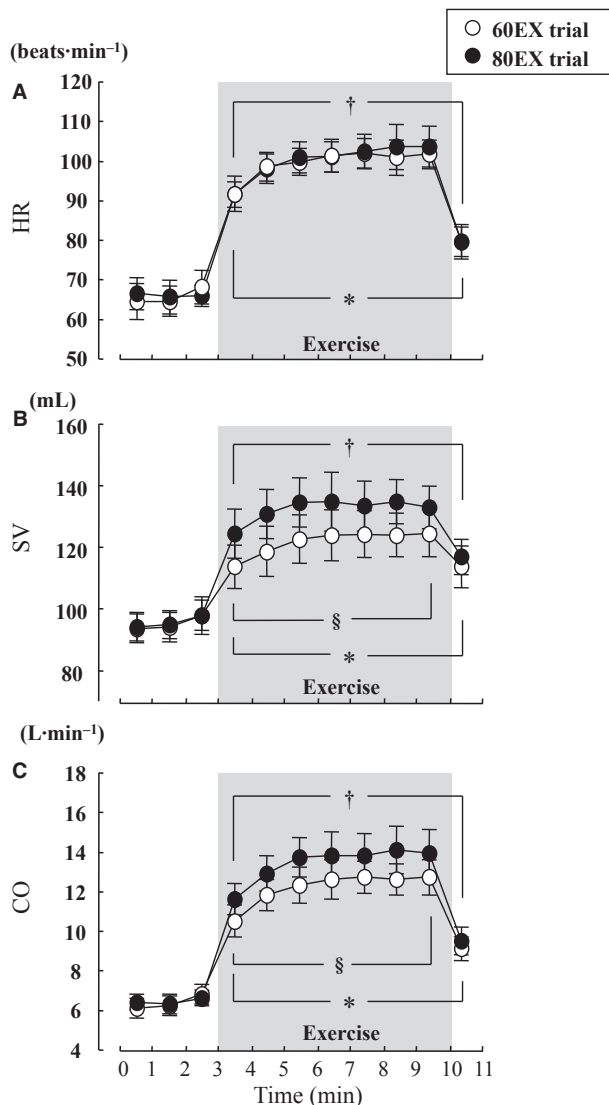 60EX trial
80EX trial
(beats·min⁻¹)
A
120
110
100
90
80
70
60
50
HR
†
*
Exercise
(mL)
B
160
140
120
100
80
SV
†
§
*
Exercise
(L·min⁻¹)
C
18
16
14
12
10
8
6
4
CO
†
§
*
Exercise
0 1 2 3 4 5 6 7 8 9 10 11
Time (min)